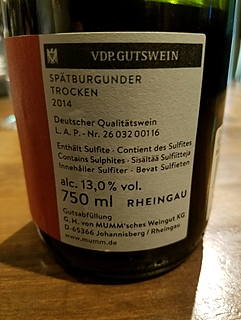 VDP.GUTSWEIN
SPÄTBURGUNDER
TROCKEN
2014
Deutscher Qualitätswein
L. A. P. - Nr. 26 032 00116
Enthält Sulfite · Contient des Sulfites
Contains Sulphites · Sisältää Sulfiitteja
Innehåller Sulfiter · Bevat Sulfieten
alc. 13,0 % vol.
750 ml RHEINGAU
Gutsabfüllung
G. H. von MUMM'sches Weingut KG
D-65366 Johannisberg / Rheingau
www.mumm.de